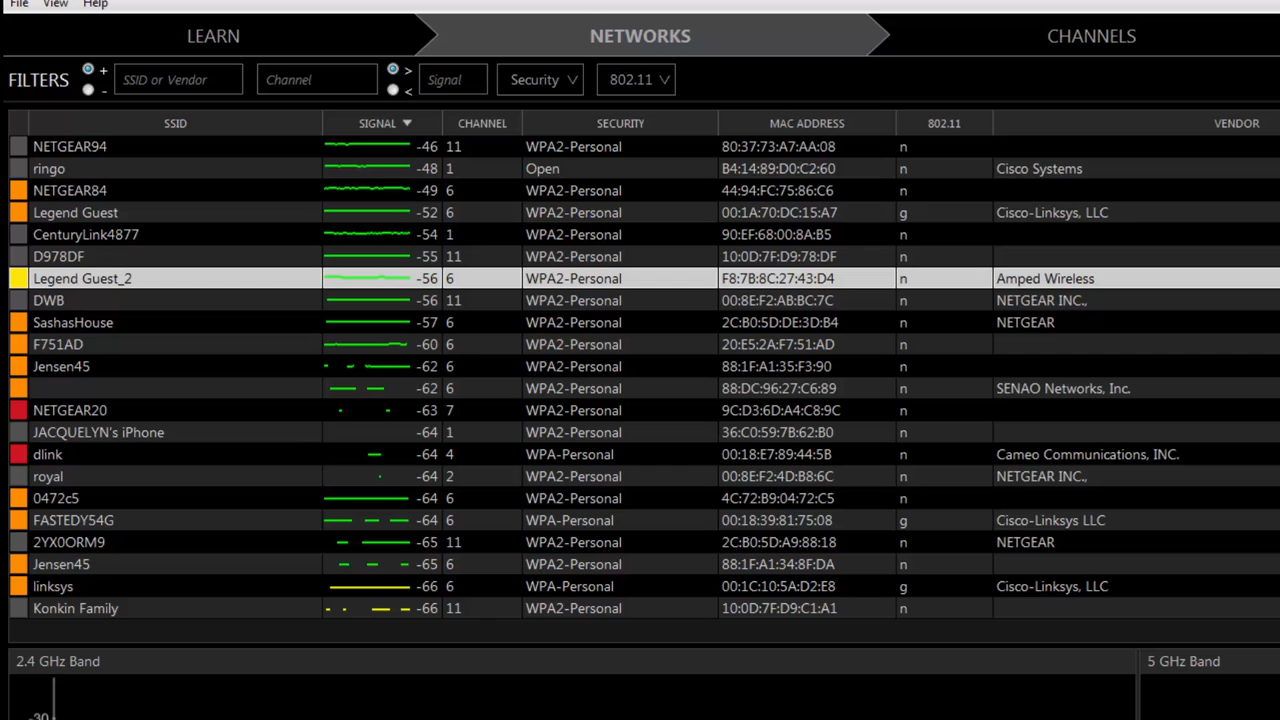 File View Help
LEARN NETWORKS CHANNELS
FILTERS + - SSID or Vendor Channel > < Signal Security 802.11
SSID SIGNAL CHANNEL SECURITY MAC ADDRESS 802.11 VENDOR
NETGEAR94 -46 11 WPA2-Personal 80:37:73:A7:AA:08 n
ringo -48 1 Open B4:14:89:D0:C2:60 n Cisco Systems
NETGEAR84 -49 6 WPA2-Personal 44:94:FC:75:86:C6 n
Legend Guest -52 6 WPA2-Personal 00:1A:70:DC:15:A7 g Cisco-Linksys, LLC
CenturyLink4877 -54 1 WPA2-Personal 90:EF:68:00:8A:B5 n
D978DF -55 11 WPA2-Personal 10:0D:7F:D9:78:DF n
Legend Guest_2 -56 6 WPA2-Personal F8:7B:8C:27:43:D4 n Amped Wireless
DWB -56 11 WPA2-Personal 00:8E:F2:AB:BC:7C n NETGEAR INC.,
SashasHouse -57 6 WPA2-Personal 2C:B0:5D:DE:3D:B4 n NETGEAR
F751AD -60 6 WPA2-Personal 20:E5:2A:F7:51:AD n
Jensen45 -62 6 WPA2-Personal 88:1F:A1:35:F3:90 n
-62 6 WPA2-Personal 88:DC:96:27:C6:89 n SENAO Networks, Inc.
NETGEAR20 -63 7 WPA2-Personal 9C:D3:6D:A4:C8:9C n
JACQUELYN's iPhone -64 1 WPA2-Personal 36:C0:59:7B:62:B0 n
dlink -64 4 WPA-Personal 00:18:E7:89:44:5B n Cameo Communications, INC.
royal -64 2 WPA2-Personal 00:8E:F2:4D:B8:6C n NETGEAR INC.,
0472c5 -64 6 WPA2-Personal 4C:72:B9:04:72:C5 n
FASTEDY54G -64 6 WPA-Personal 00:18:39:81:75:08 g Cisco-Linksys LLC
2YX0ORM9 -65 11 WPA2-Personal 2C:B0:5D:A9:88:18 n NETGEAR
Jensen45 -65 6 WPA2-Personal 88:1F:A1:34:8F:DA n
linksys -66 6 WPA-Personal 00:1C:10:5A:D2:E8 g Cisco-Linksys, LLC
Konkin Family -66 11 WPA2-Personal 10:0D:7F:D9:C1:A1 n
2.4 GHz Band 5 GHz Band
-30